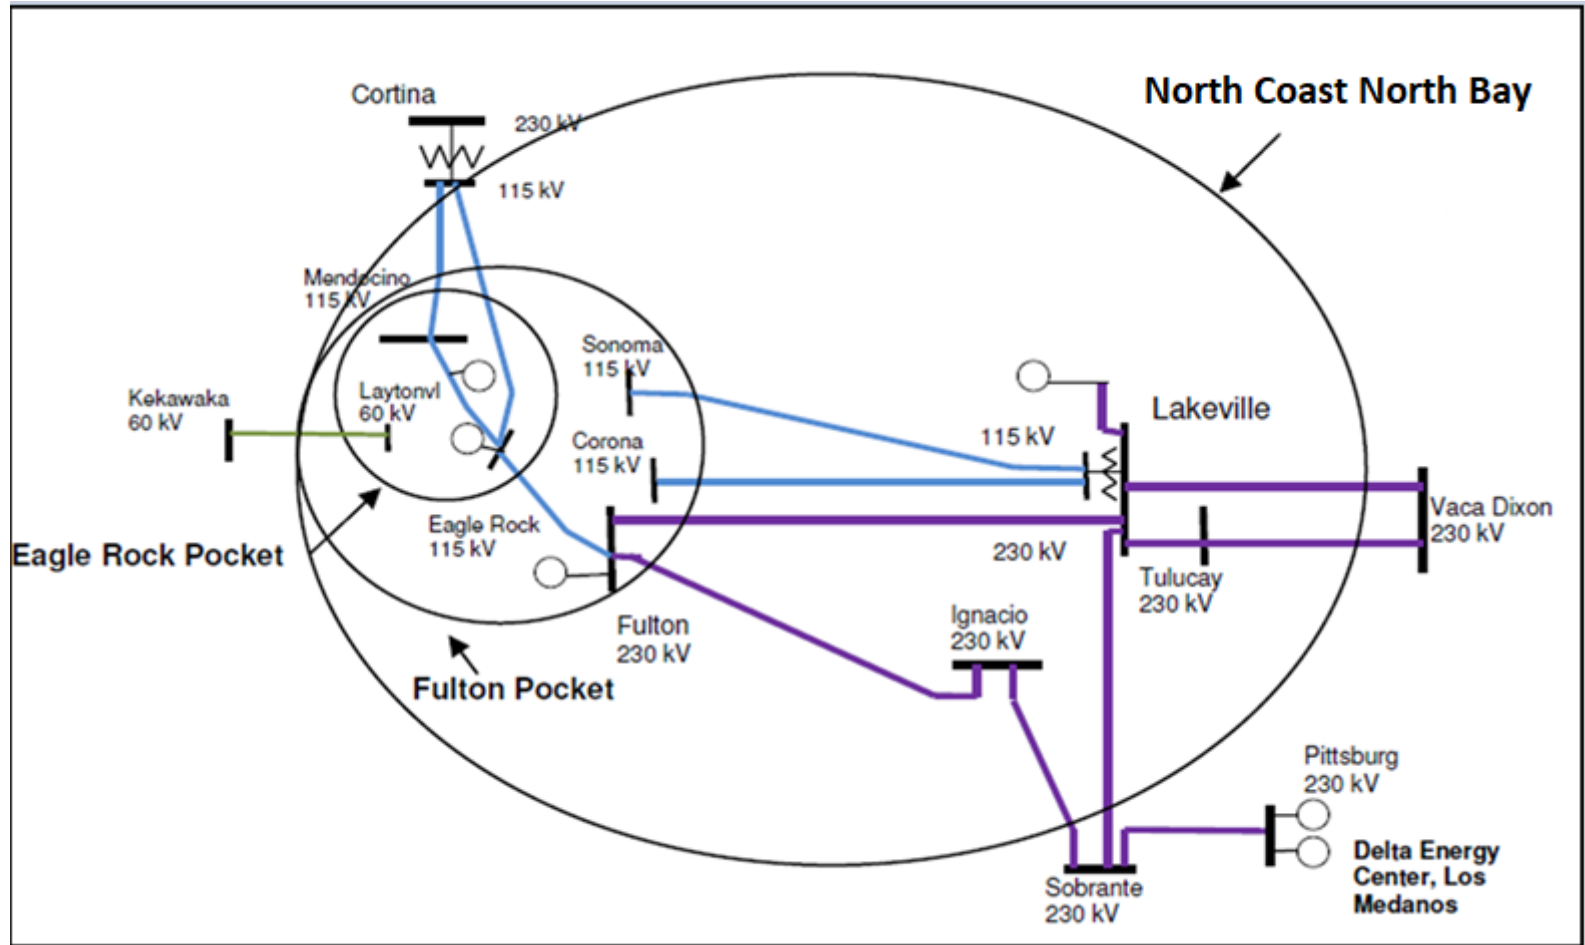 North Coast North Bay
Cortina
230 kV
115 kV
Mendocino
115 kV
Sonoma
115 kV
Kekawaka
60 kV
Laytonvl
60 kV
Lakeville
115 kV
Corona
115 kV
Vaca Dixon
230 kV
Eagle Rock
115 kV
Eagle Rock Pocket
230 kV
Tulucay
230 kV
Ignacio
230 kV
Fulton
230 kV
Fulton Pocket
Pittsburg
230 kV
Delta Energy
Center, Los
Medanos
Sobrante
230 kV